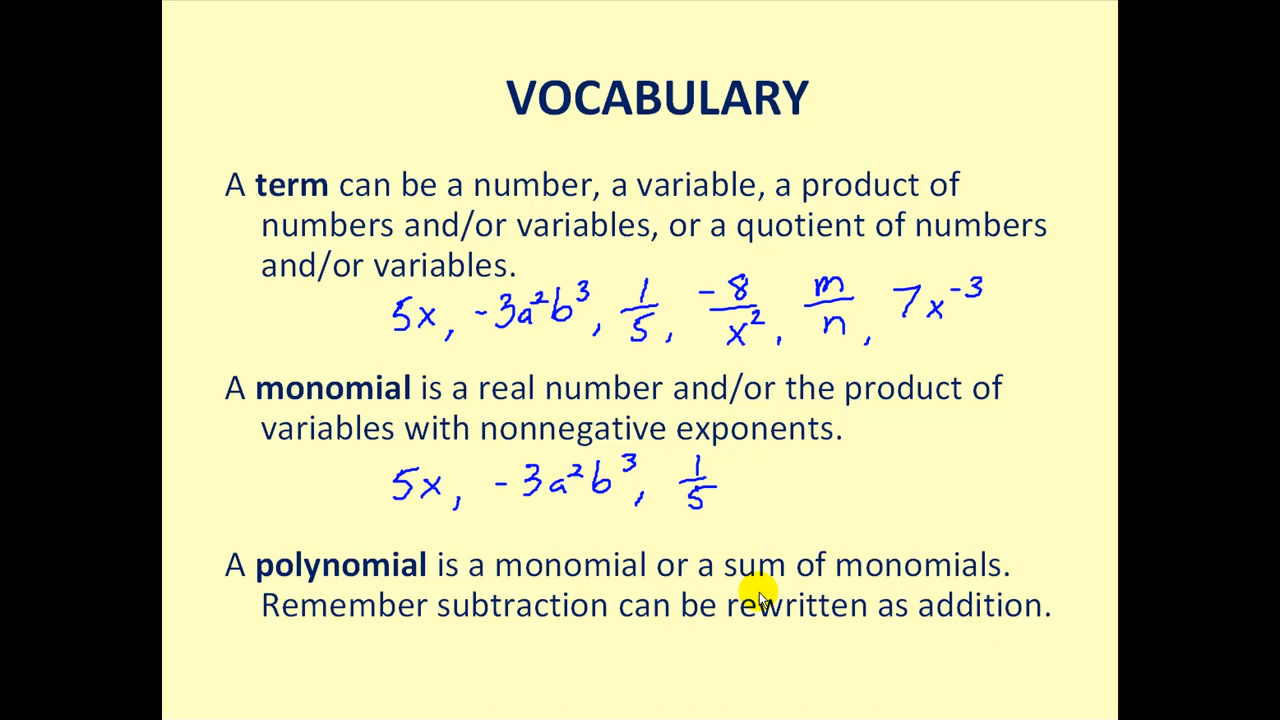 VOCABULARY
A term can be a number, a variable, a product of
numbers and/or variables, or a quotient of numbers
and/or variables.
5x, -3a²b³, 1/5, -8/x², m/n, 7x⁻³
A monomial is a real number and/or the product of
variables with nonnegative exponents.
5x, -3a²b³, 1/5
A polynomial is a monomial or a sum of monomials.
Remember subtraction can be rewritten as addition.